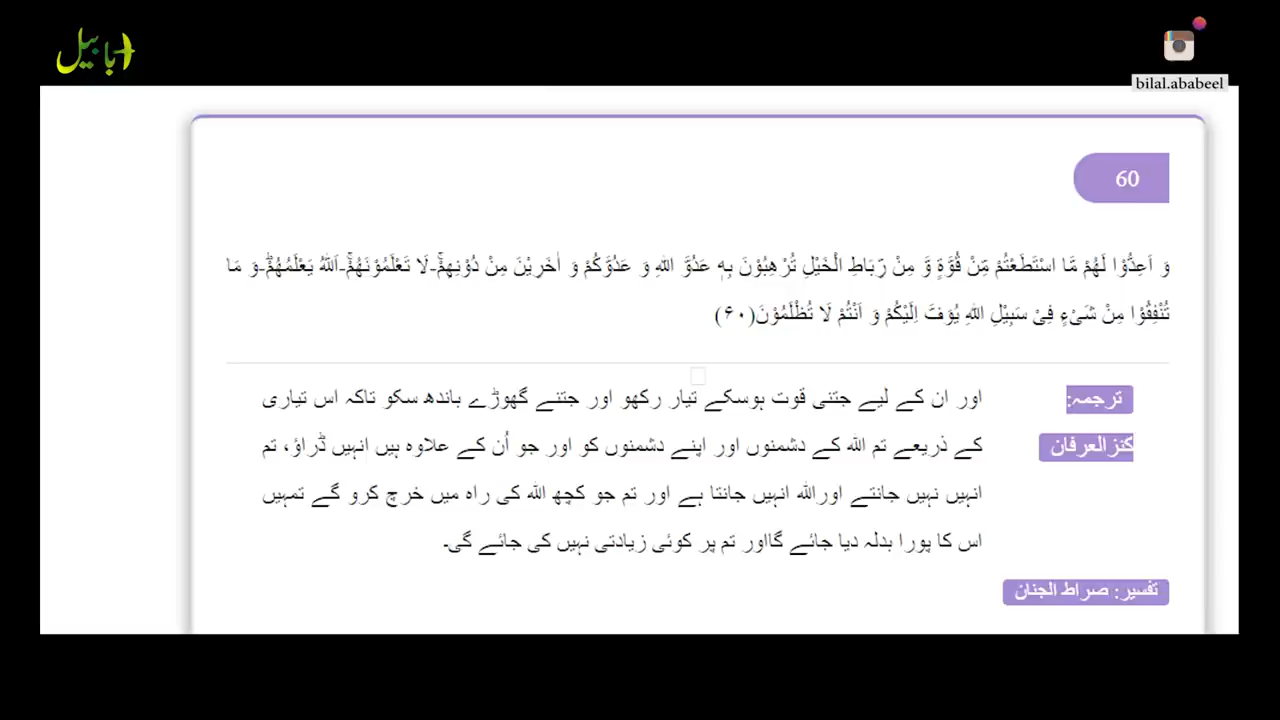 ابابیل
bilal.ababeel
60
وَ اَعِدُّوْا لَهُمْ مَّا اسْتَطَعْتُمْ مِّنْ قُوَّةٍ وَّ مِنْ رِّبَاطِ الْخَیْلِ تُرْهِبُوْنَ بِهٖ عَدُوَّ اللّٰهِ وَ عَدُوَّكُمْ وَ اٰخَرِیْنَ مِنْ دُوْنِهِمْۚ-لَا تَعْلَمُوْنَهُمْۚ-اَللّٰهُ یَعْلَمُهُمْؕ-وَ مَا
تُنْفِقُوْا مِنْ شَیْءٍ فِیْ سَبِیْلِ اللّٰهِ یُوَفَّ اِلَیْكُمْ وَ اَنْتُمْ لَا تُظْلَمُوْنَ(۶۰)
ترجمہ: اور ان کے لیے جتنی قوت ہوسکے تیار رکھو اور جتنے گھوڑے باندھ سکو تاکہ اس تیاری
کنزالعرفان کے ذریعے تم اللہ کے دشمنوں اور اپنے دشمنوں کو اور جو اُن کے علاوہ ہیں انہیں ڈراؤ، تم
انہیں نہیں جانتے اوراللہ انہیں جانتا ہے اور تم جو کچھ اللہ کی راہ میں خرچ کرو گے تمہیں
اس کا پورا بدلہ دیا جائے گااور تم پر کوئی زیادتی نہیں کی جائے گی۔
تفسیر: صراط الجنان